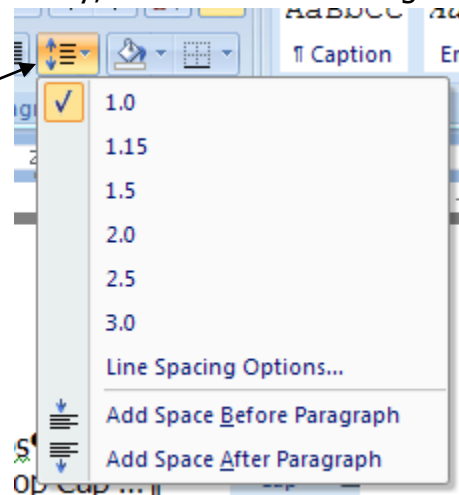 AaBbCc
¶ Caption
1.0
1.15
1.5
2.0
2.5
3.0
Line Spacing Options...
Add Space Before Paragraph
Add Space After Paragraph